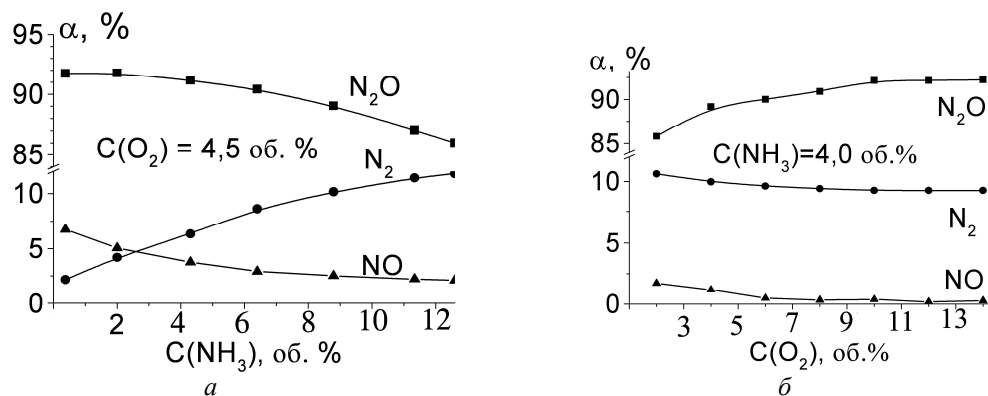 α, %
95
90
85
10
5
0
N₂O
C(O₂) = 4,5 об. %
N₂
NO
2 4 6 8 10 12
C(NH₃), об. %
а
α, %
90
85
10
5
0
N₂O
C(NH₃)=4,0 об.%
N₂
NO
3 5 7 9 11 13
C(O₂), об.%
б